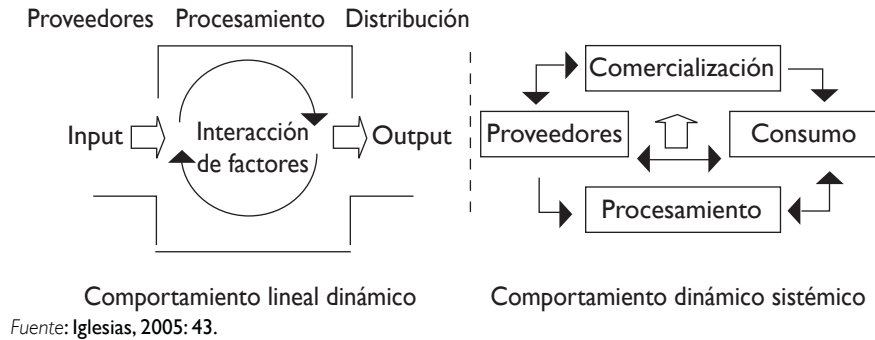 Proveedores Procesamiento Distribución
Input
Interacción
de factores
Output
Comercialización
Proveedores
Consumo
Procesamiento
Comportamiento lineal dinámico
Comportamiento dinámico sistémico
Fuente: Iglesias, 2005: 43.